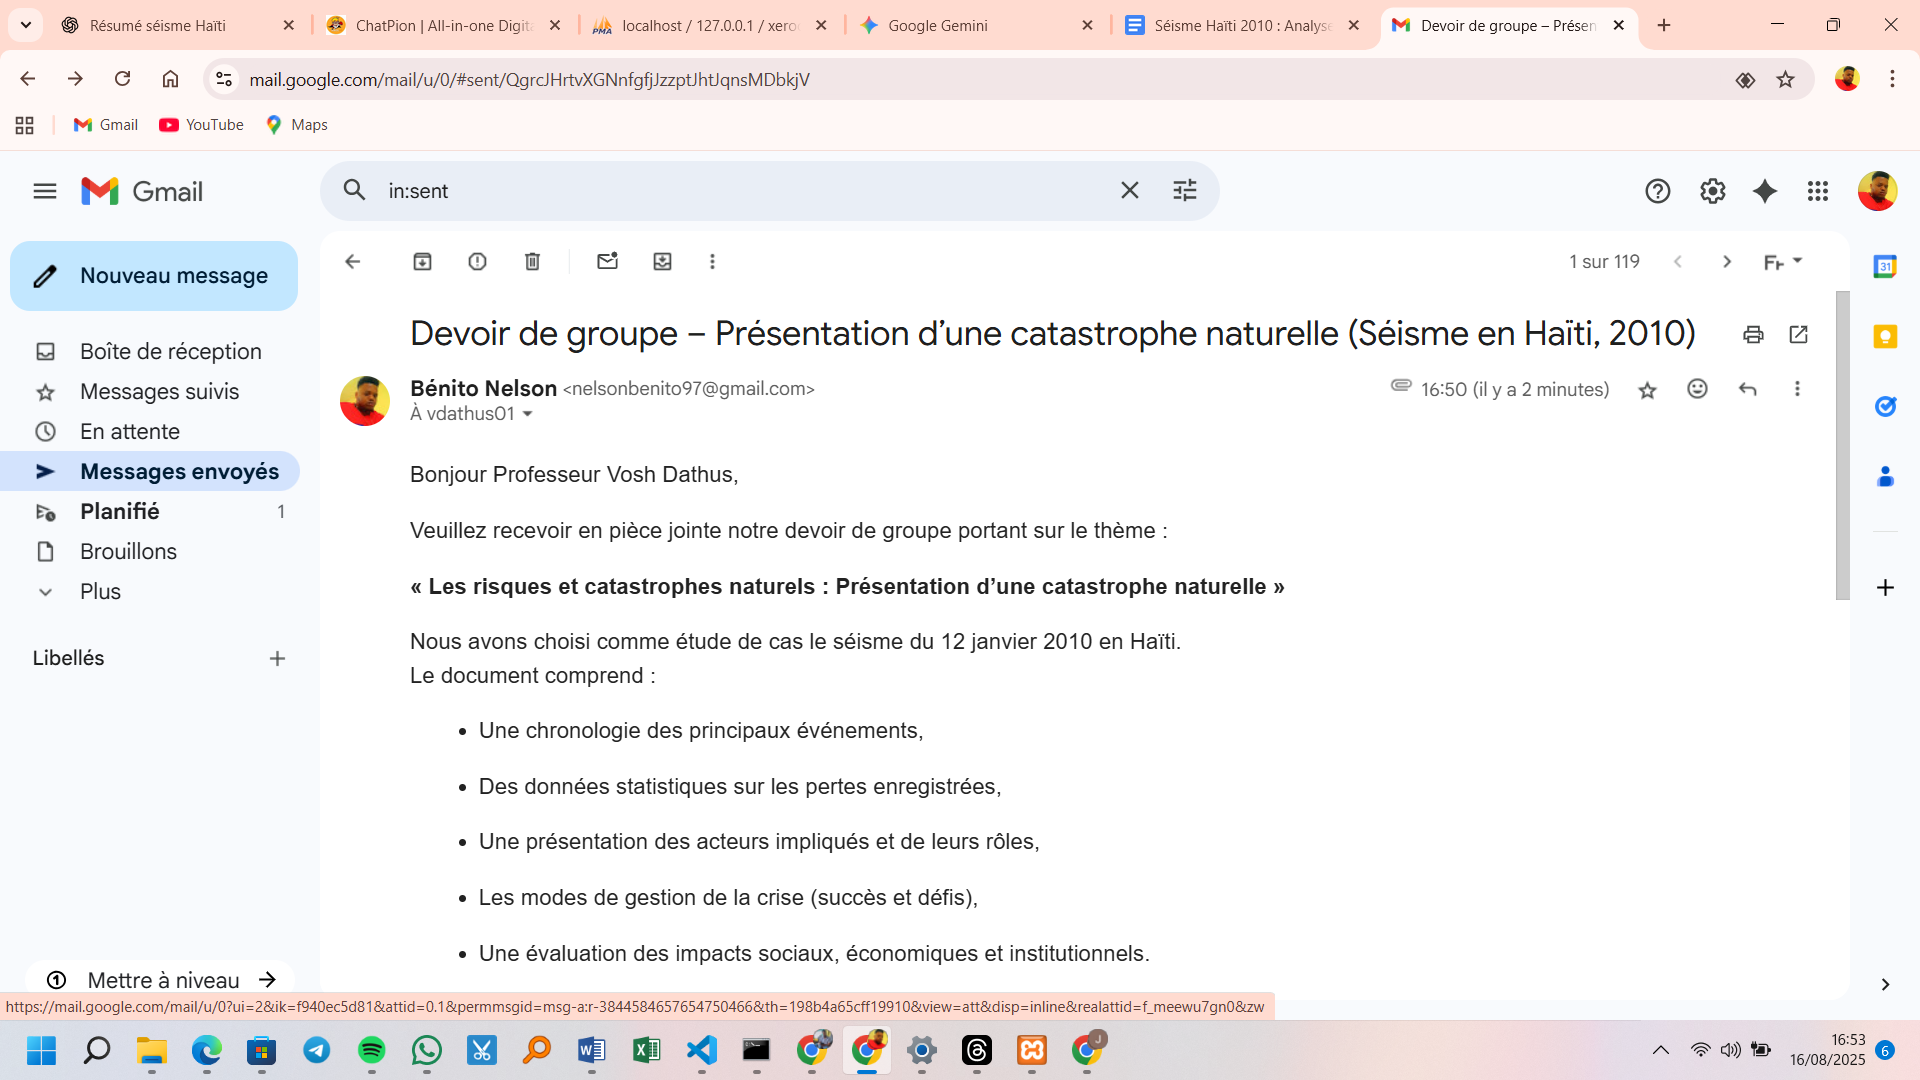 Résumé séisme Haïti
ChatPion | All-in-one Digita
localhost / 127.0.0.1 / xero
Google Gemini
Séisme Haïti 2010 : Analyse
Devoir de groupe – Présen
mail.google.com/mail/u/0/#sent/QgrcJHrtvXGNnfgfjJzzptJhtJqnsMDbkjV
Gmail
YouTube
Maps
Gmail
in:sent
Nouveau message
1 sur 119
Boîte de réception
Messages suivis
En attente
Messages envoyés
Planifié 1
Brouillons
Plus
Libellés
Mettre à niveau
Devoir de groupe – Présentation d’une catastrophe naturelle (Séisme en Haïti, 2010)
Bénito Nelson <nelsonbenito97@gmail.com>
16:50 (il y a 2 minutes)
À vdathus01
Bonjour Professeur Vosh Dathus,
Veuillez recevoir en pièce jointe notre devoir de groupe portant sur le thème :
« Les risques et catastrophes naturels : Présentation d’une catastrophe naturelle »
Nous avons choisi comme étude de cas le séisme du 12 janvier 2010 en Haïti.
Le document comprend :
• Une chronologie des principaux événements,
• Des données statistiques sur les pertes enregistrées,
• Une présentation des acteurs impliqués et de leurs rôles,
• Les modes de gestion de la crise (succès et défis),
• Une évaluation des impacts sociaux, économiques et institutionnels.
https://mail.google.com/mail/u/0?ui=2&ik=f940ec5d81&attid=0.1&permmsgid=msg-a:r-3844584657654750466&th=198b4a65cff19910&view=att&disp=inline&realattid=f_meewu7gn0&zw
16:53
16/08/2025
6